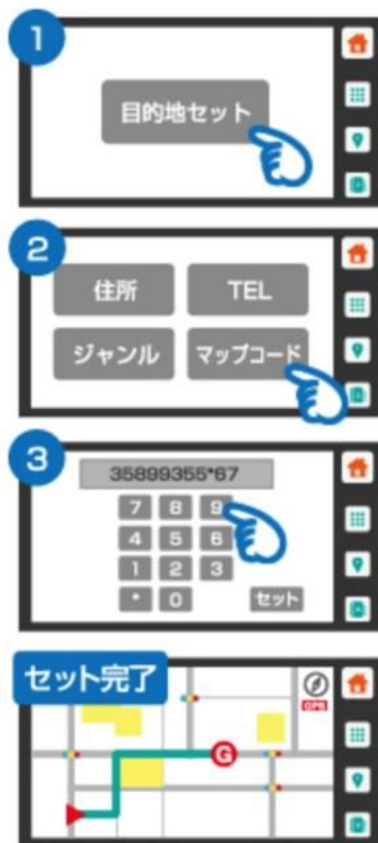 1
目的地セット
2
住所
TEL
ジャンル
マップコード
3
35899355*67
7 8 9
4 5 6
1 2 3
* 0
セット
セット完了
GPS
G